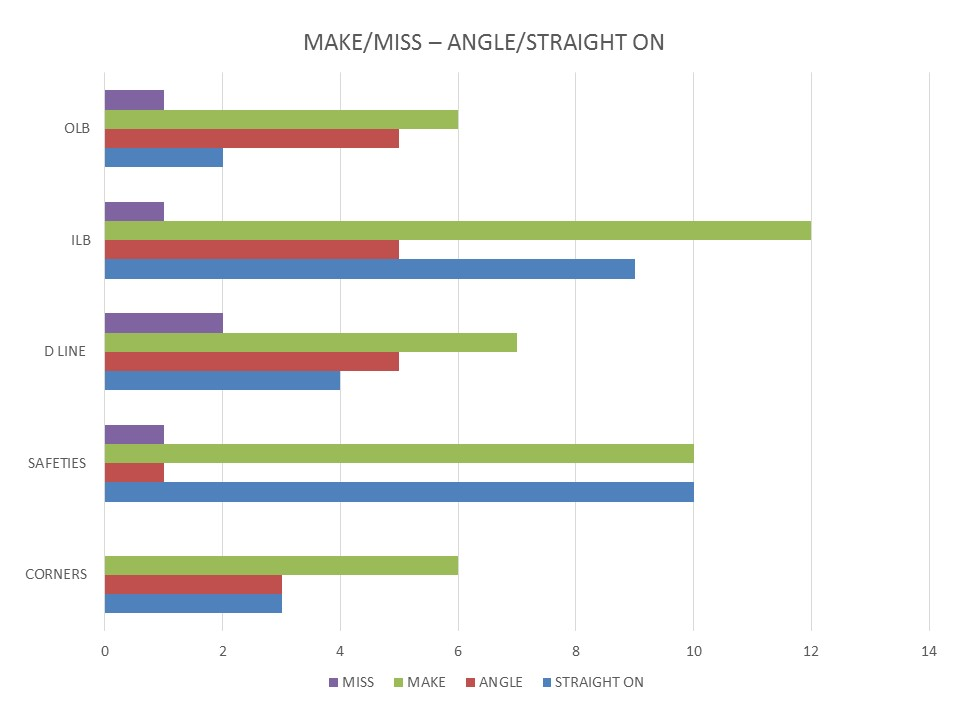 MAKE/MISS – ANGLE/STRAIGHT ON
OLB
ILB
D LINE
SAFETIES
CORNERS
0 2 4 6 8 10 12 14
MISS MAKE ANGLE STRAIGHT ON